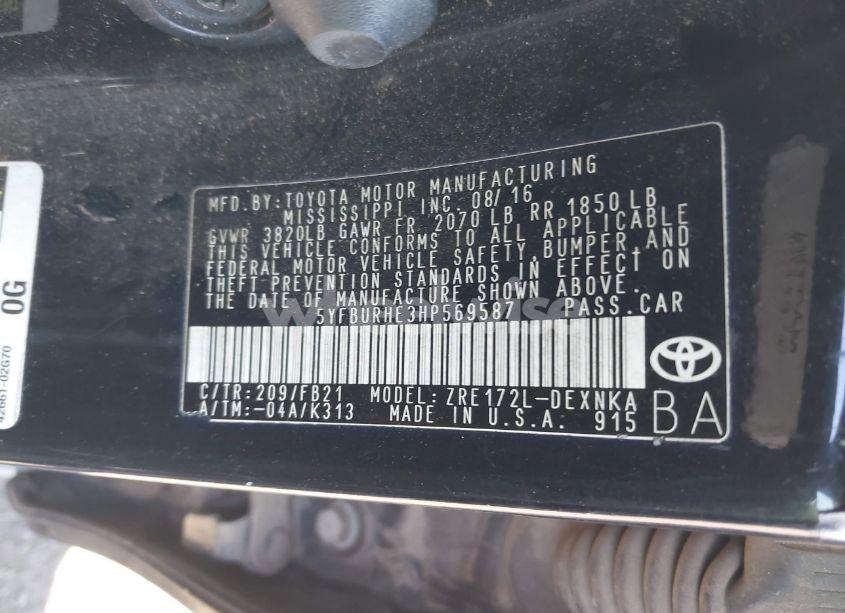 MFD.BY:TOYOTA MOTOR MANUFACTURING
MISSISSIPPI INC. 08/16
GVWR 3820LB GAWR FR 2070 LB RR 1850 LB
THIS VEHICLE CONFORMS TO ALL APPLICABLE
FEDERAL MOTOR VEHICLE SAFETY,BUMPER,AND
THEFT PREVENTION STANDARDS IN EFFECT ON
THE DATE OF MANUFACTURE SHOWN ABOVE.
5YFBURHE3HP569587 PASS.CAR
C/TR:209/FB21 MODEL:ZRE172L-DEXNKA
A/TM:-04A/K313 MADE IN U.S.A. 915
BA
0G
42661-02G70